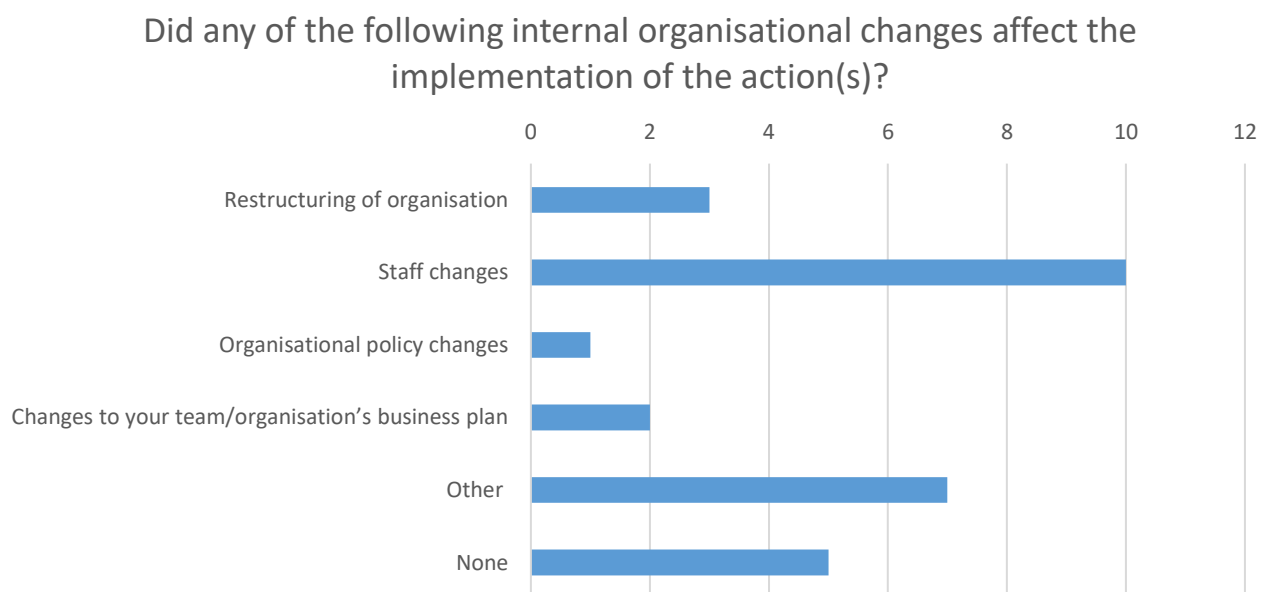 Did any of the following internal organisational changes affect the
implementation of the action(s)?
0 2 4 6 8 10 12
Restructuring of organisation
Staff changes
Organisational policy changes
Changes to your team/organisation’s business plan
Other
None